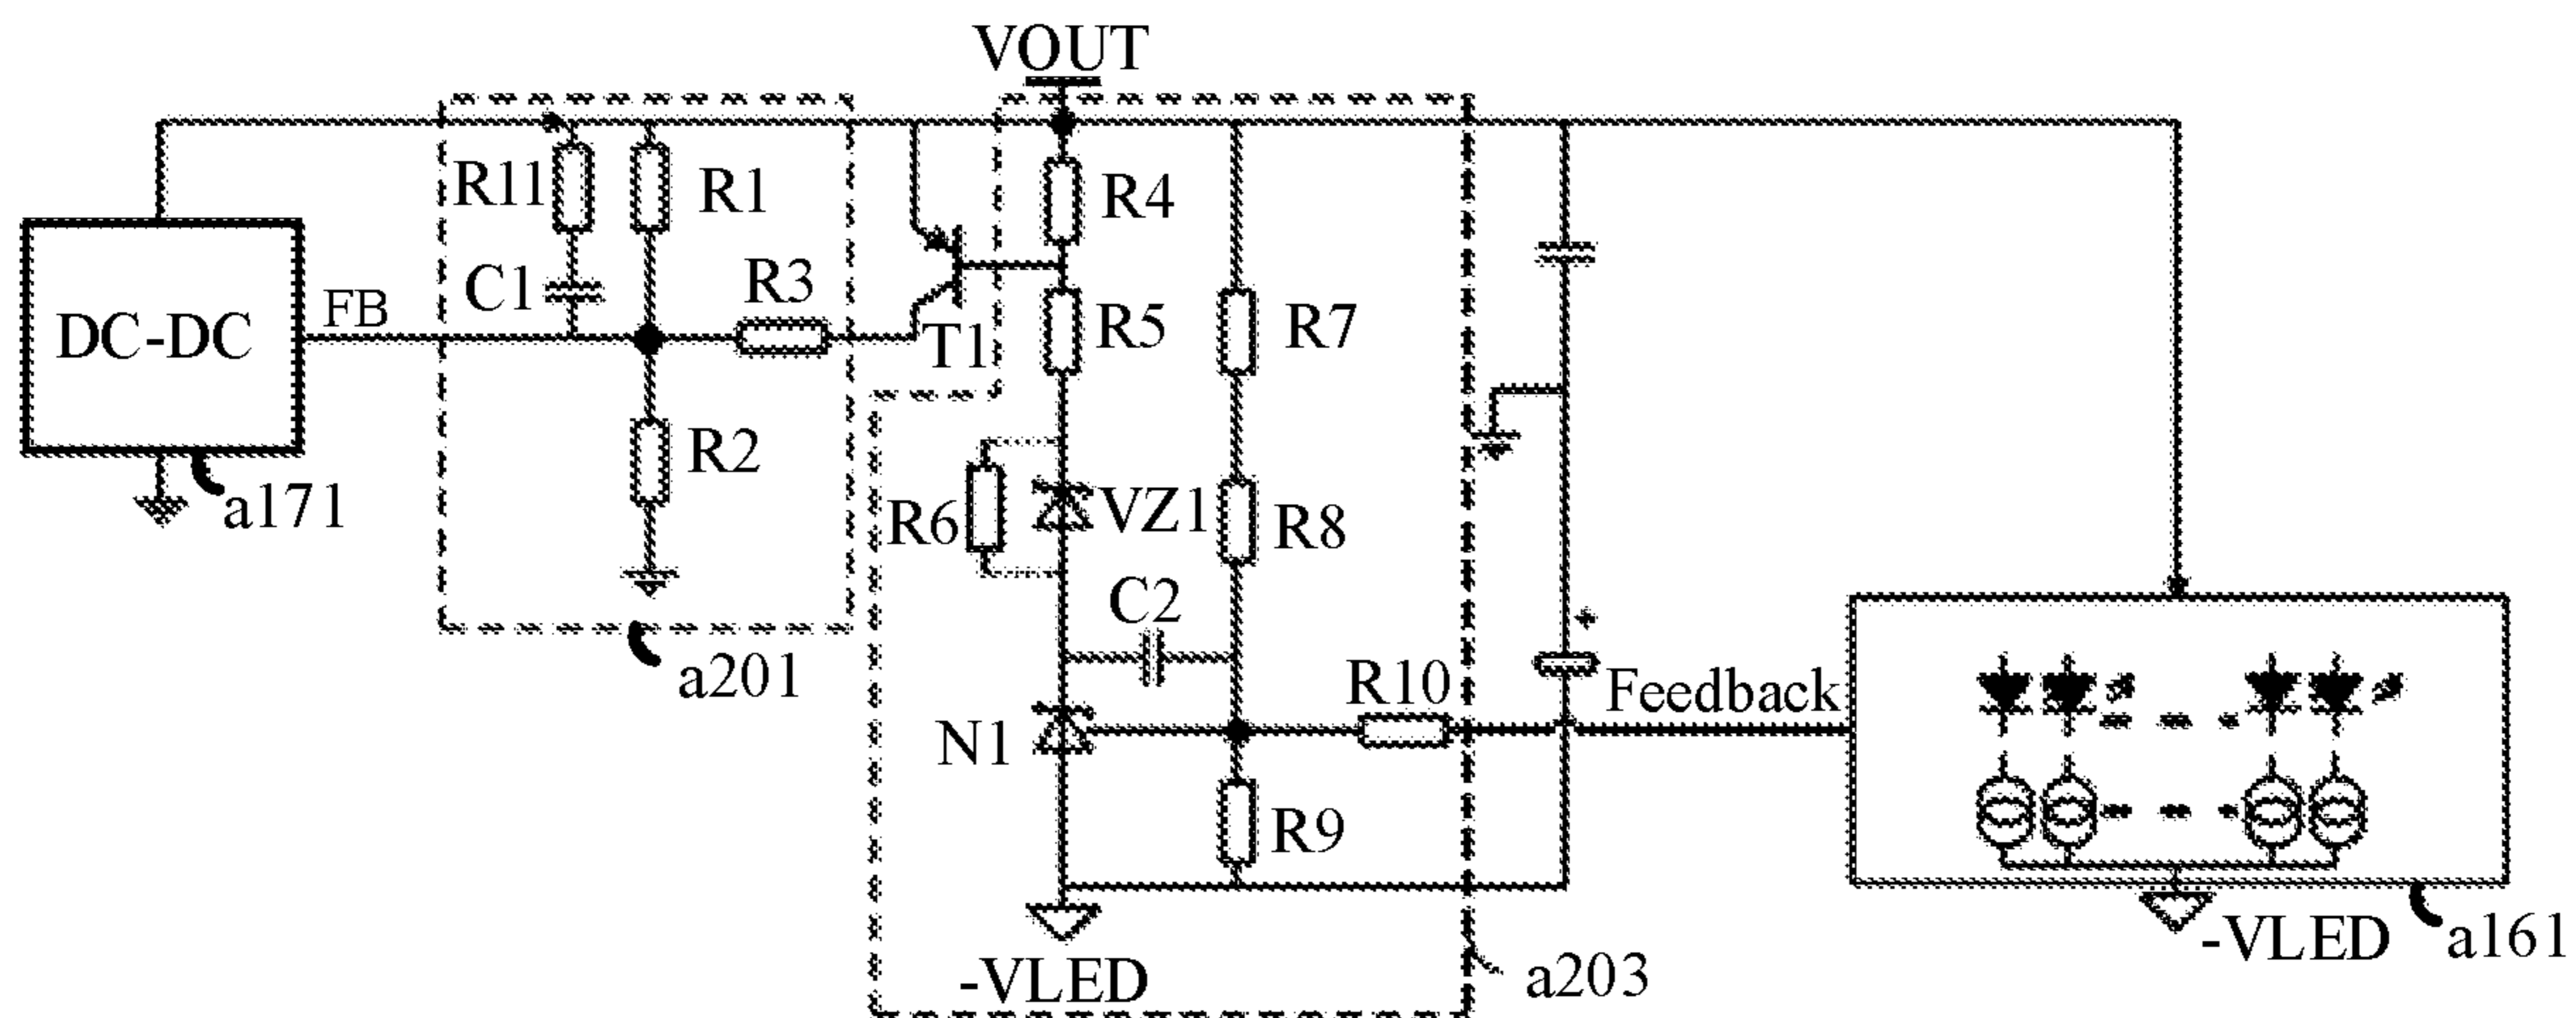 VOUT
R11
R1
R4
C1
R3
R5
R7
FB
DC-DC
T1
R2
a171
R6
VZ1
R8
C2
a201
R10
Feedback
N1
R9
-VLED
a203
-VLED
a161